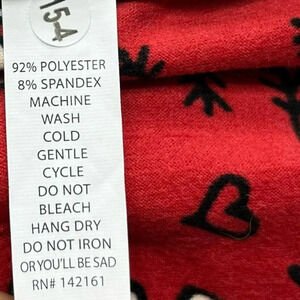 154
92% POLYESTER
8% SPANDEX
MACHINE
WASH
COLD
GENTLE
CYCLE
DO NOT
BLEACH
HANG DRY
DO NOT IRON
OR YOU'LL BE SAD
RN# 142161